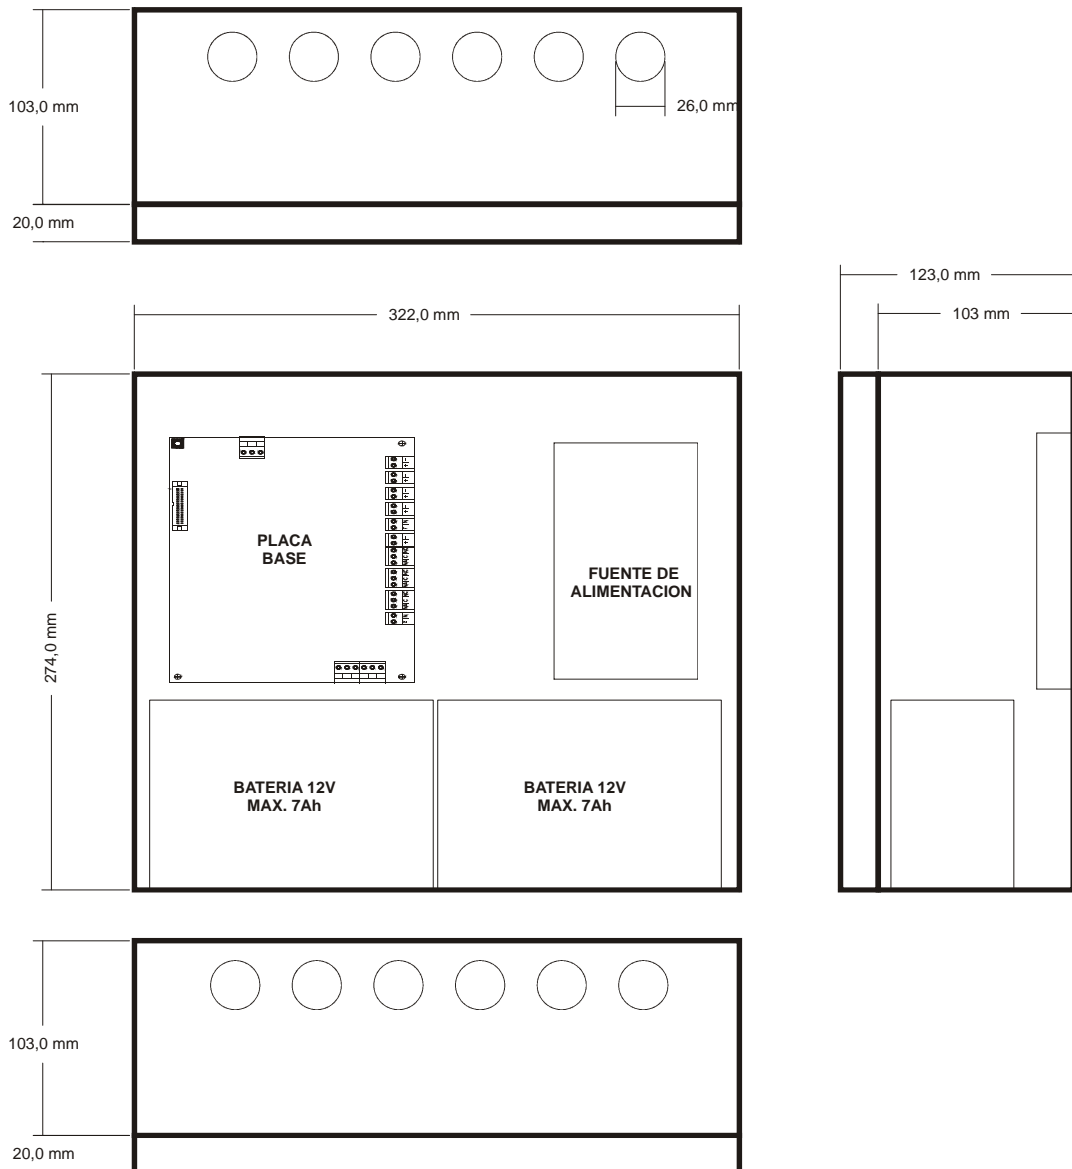 103,0 mm
26,0 mm
20,0 mm
123,0 mm
322,0 mm
103 mm
PLACA
BASE
FUENTE DE
ALIMENTACION
274,0 mm
BATERIA 12V
MAX. 7Ah
BATERIA 12V
MAX. 7Ah
103,0 mm
20,0 mm